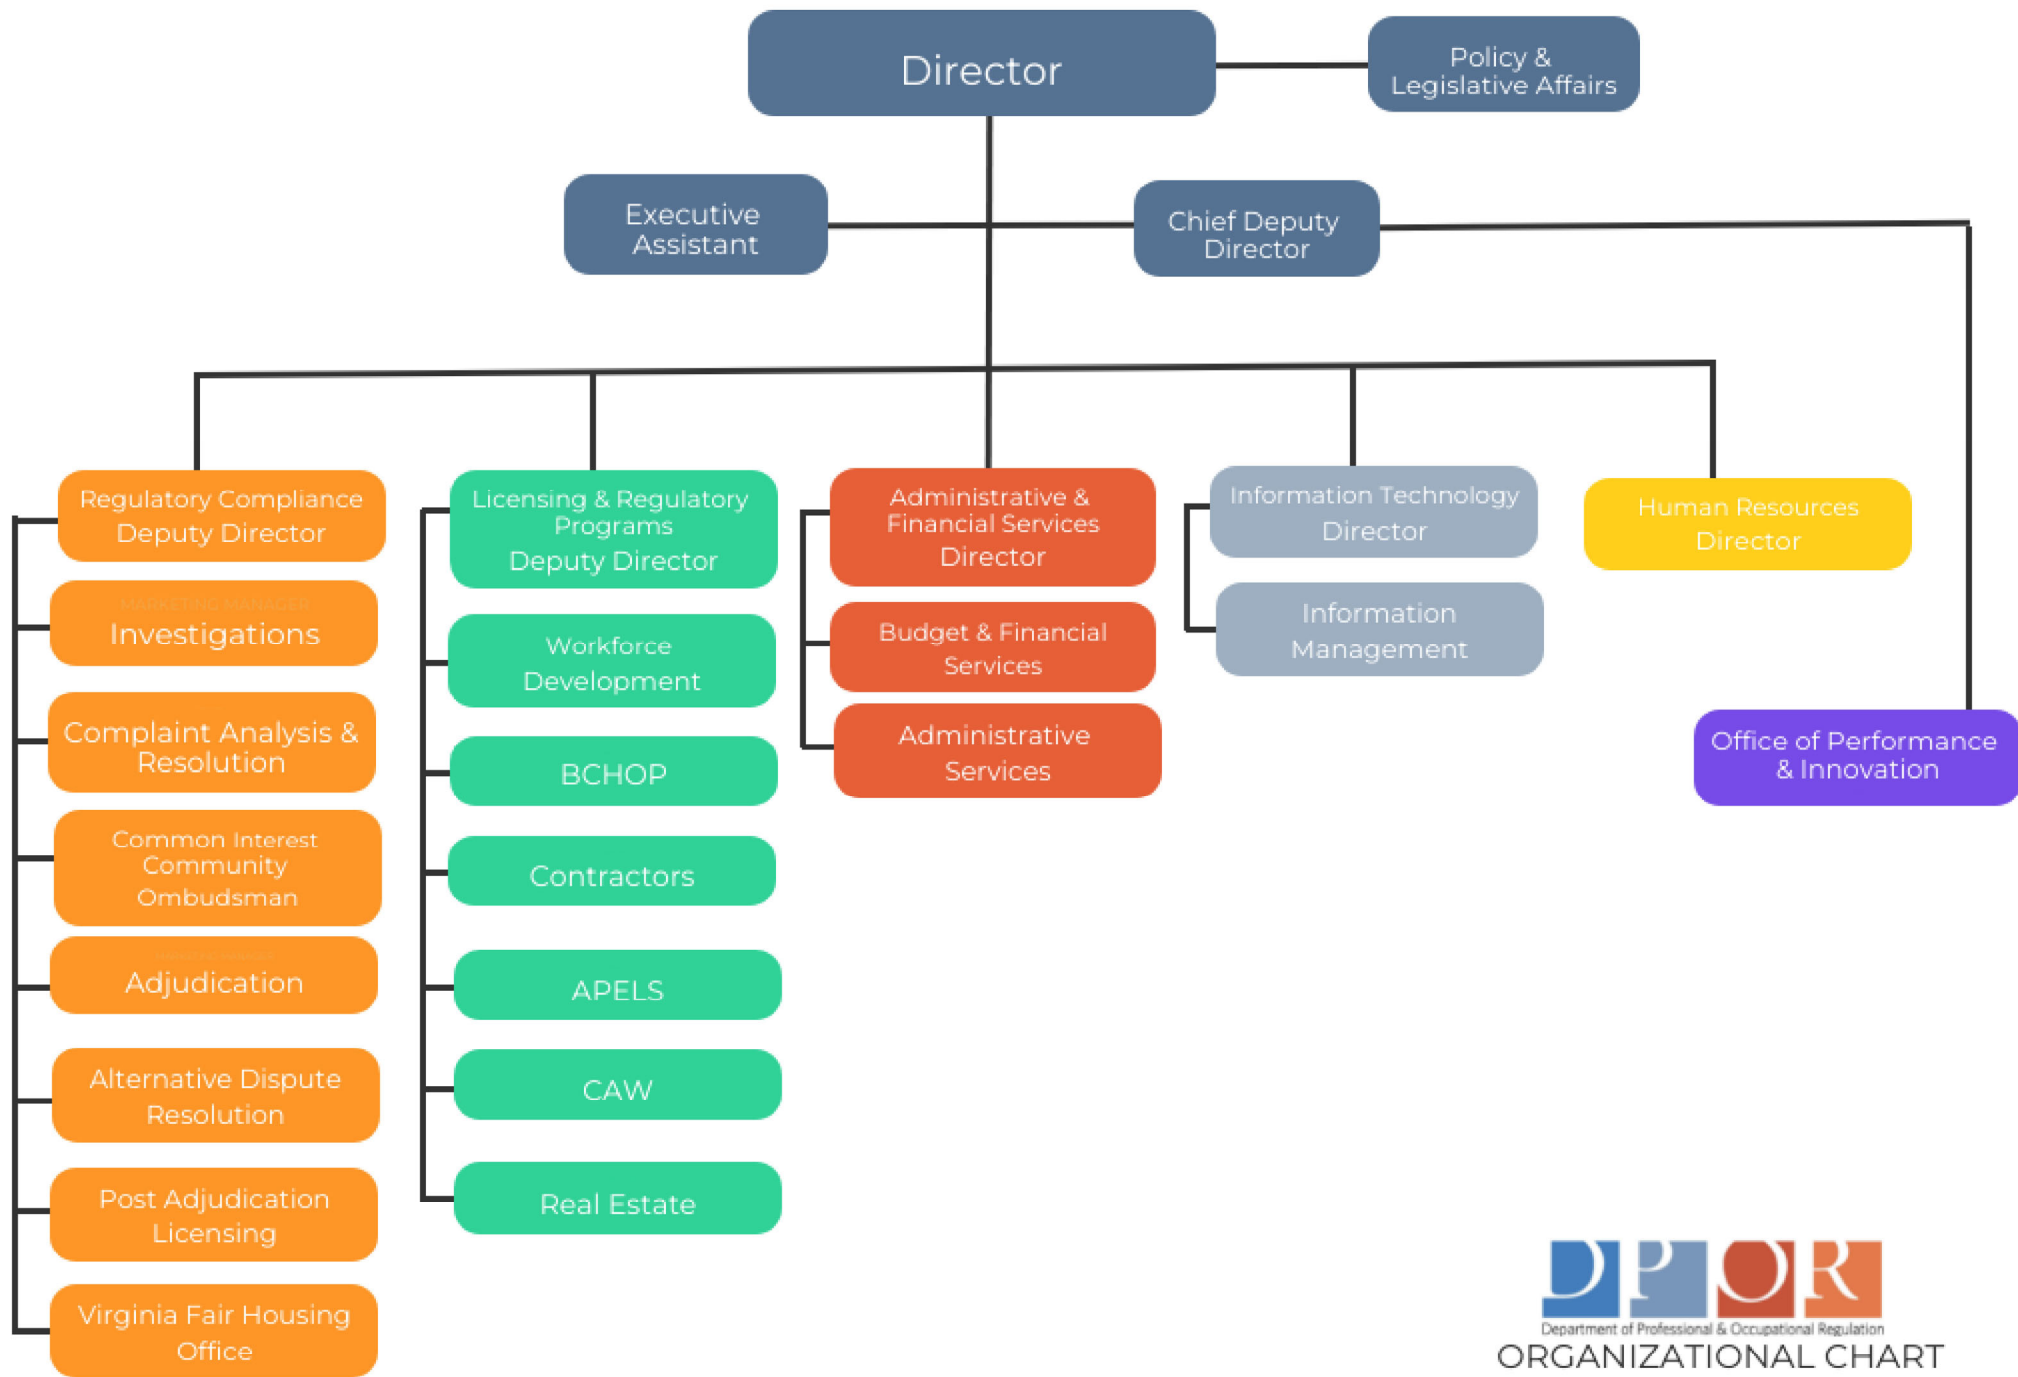 Director
Policy &
Legislative Affairs
Executive
Assistant
Chief Deputy
Director
Regulatory Compliance
Deputy Director
MARKETING MANAGER
Investigations
Complaint Analysis &
Resolution
Common Interest
Community
Ombudsman
Adjudication
Alternative Dispute
Resolution
Post Adjudication
Licensing
Virginia Fair Housing
Office
Licensing & Regulatory
Programs
Deputy Director
Workforce
Development
BCHOP
Contractors
APELS
CAW
Real Estate
Administrative &
Financial Services
Director
Budget & Financial
Services
Administrative
Services
Information Technology
Director
Information
Management
Human Resources
Director
Office of Performance
& Innovation
DPOR
Department of Professional & Occupational Regulation
ORGANIZATIONAL CHART